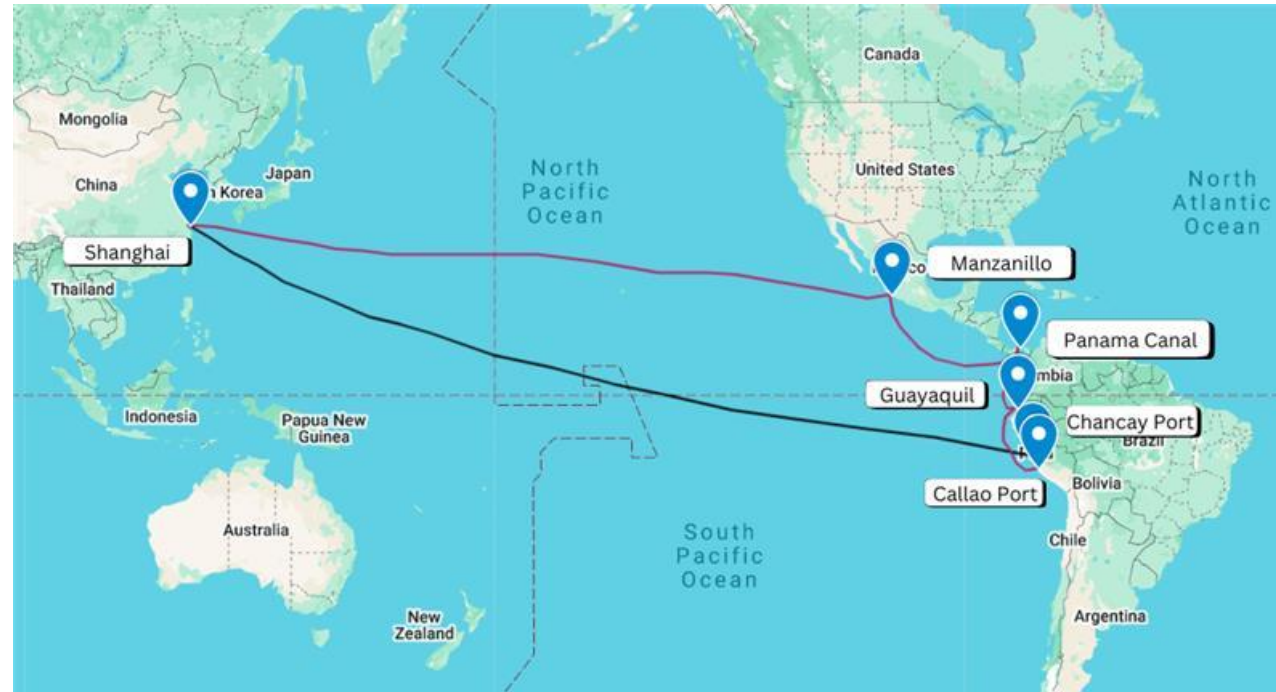 Canada
Mongolia
North
Pacific
Ocean
United States
Japan
China
Korea
North
Atlantic
Ocean
Shanghai
Manzanillo
Thailand
Panama Canal
Guayaquil
Indonesia
Papua New
Guinea
Chancay Port
Brazil
Callao Port
Bolivia
Australia
South
Pacific
Ocean
Chile
New
Zealand
Argentina